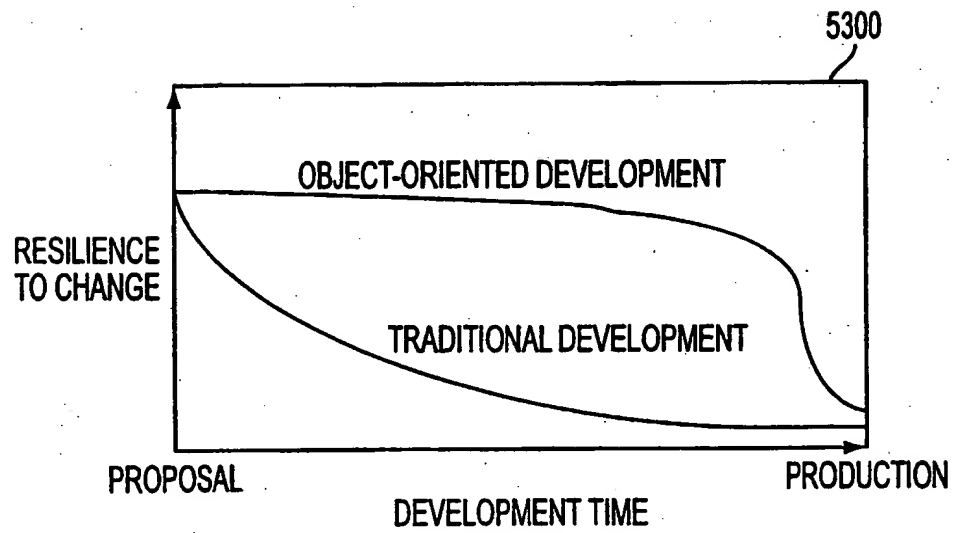 5300
OBJECT-ORIENTED DEVELOPMENT
RESILIENCE
TO CHANGE
TRADITIONAL DEVELOPMENT
PROPOSAL
PRODUCTION
DEVELOPMENT TIME